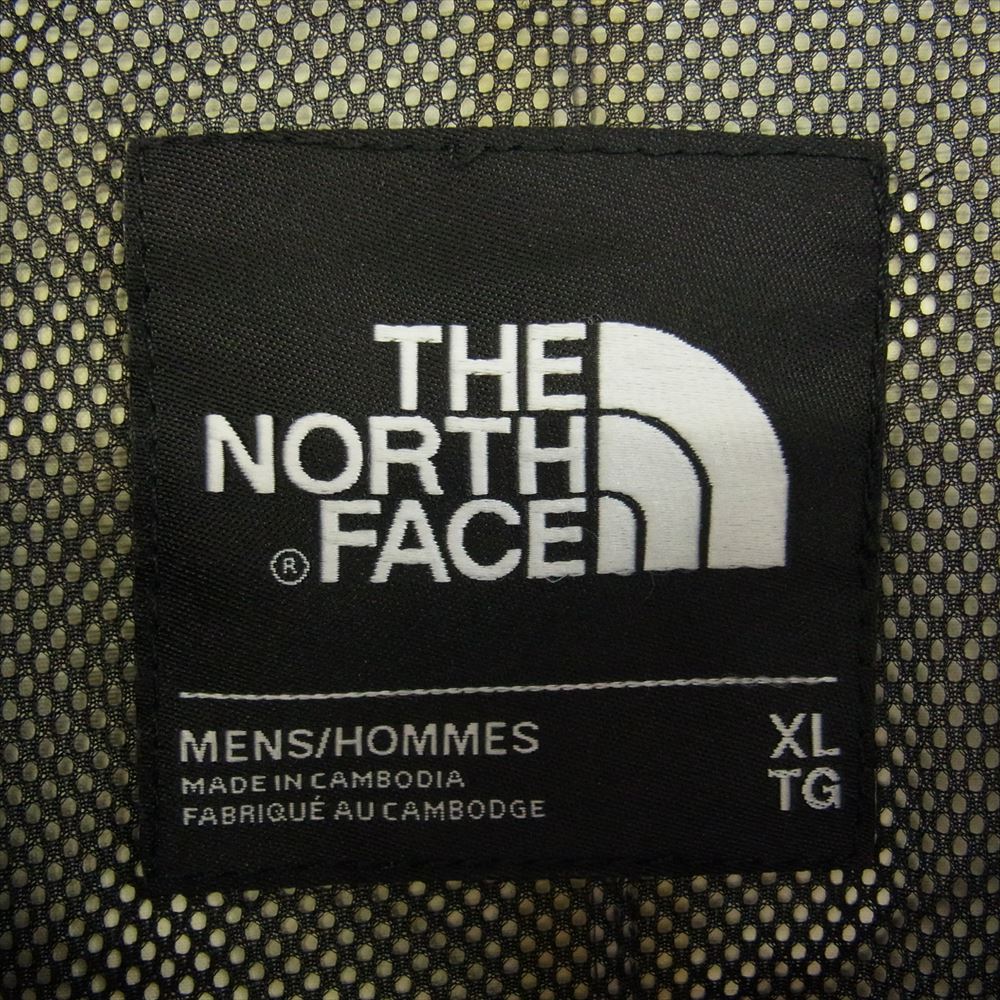 THE
NORTH
® FACE
MENS/HOMMES XL
MADE IN CAMBODIA TG
FABRIQUÉ AU CAMBODGE